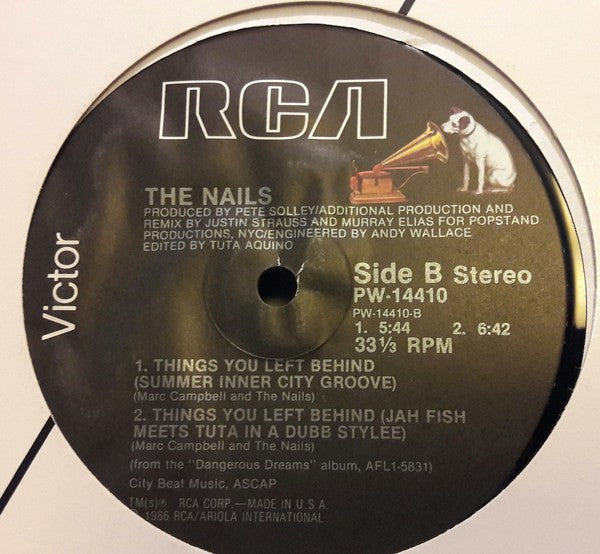 RCA
Victor
THE NAILS
PRODUCED BY PETE SOLLEY/ADDITIONAL PRODUCTION AND
REMIX BY JUSTIN STRAUSS AND MURRAY ELIAS FOR POPSTAND
PRODUCTIONS, NYC/ENGINEERED BY ANDY WALLACE
EDITED BY TUTA AQUINO
Side B Stereo
PW-14410
PW-14410-B
1. 5:44 2. 6:42
33⅓ RPM
1. THINGS YOU LEFT BEHIND
(SUMMER INNER CITY GROOVE)
(Marc Campbell and The Nails)
2. THINGS YOU LEFT BEHIND (JAH FISH
MEETS TUTA IN A DUBB STYLEE)
(Marc Campbell and The Nails)
(from the "Dangerous Dreams" album, AFL1-5831)
City Beat Music, ASCAP
TM(s)® RCA CORP.—MADE IN U.S.A.
1986 RCA/ARIOLA INTERNATIONAL